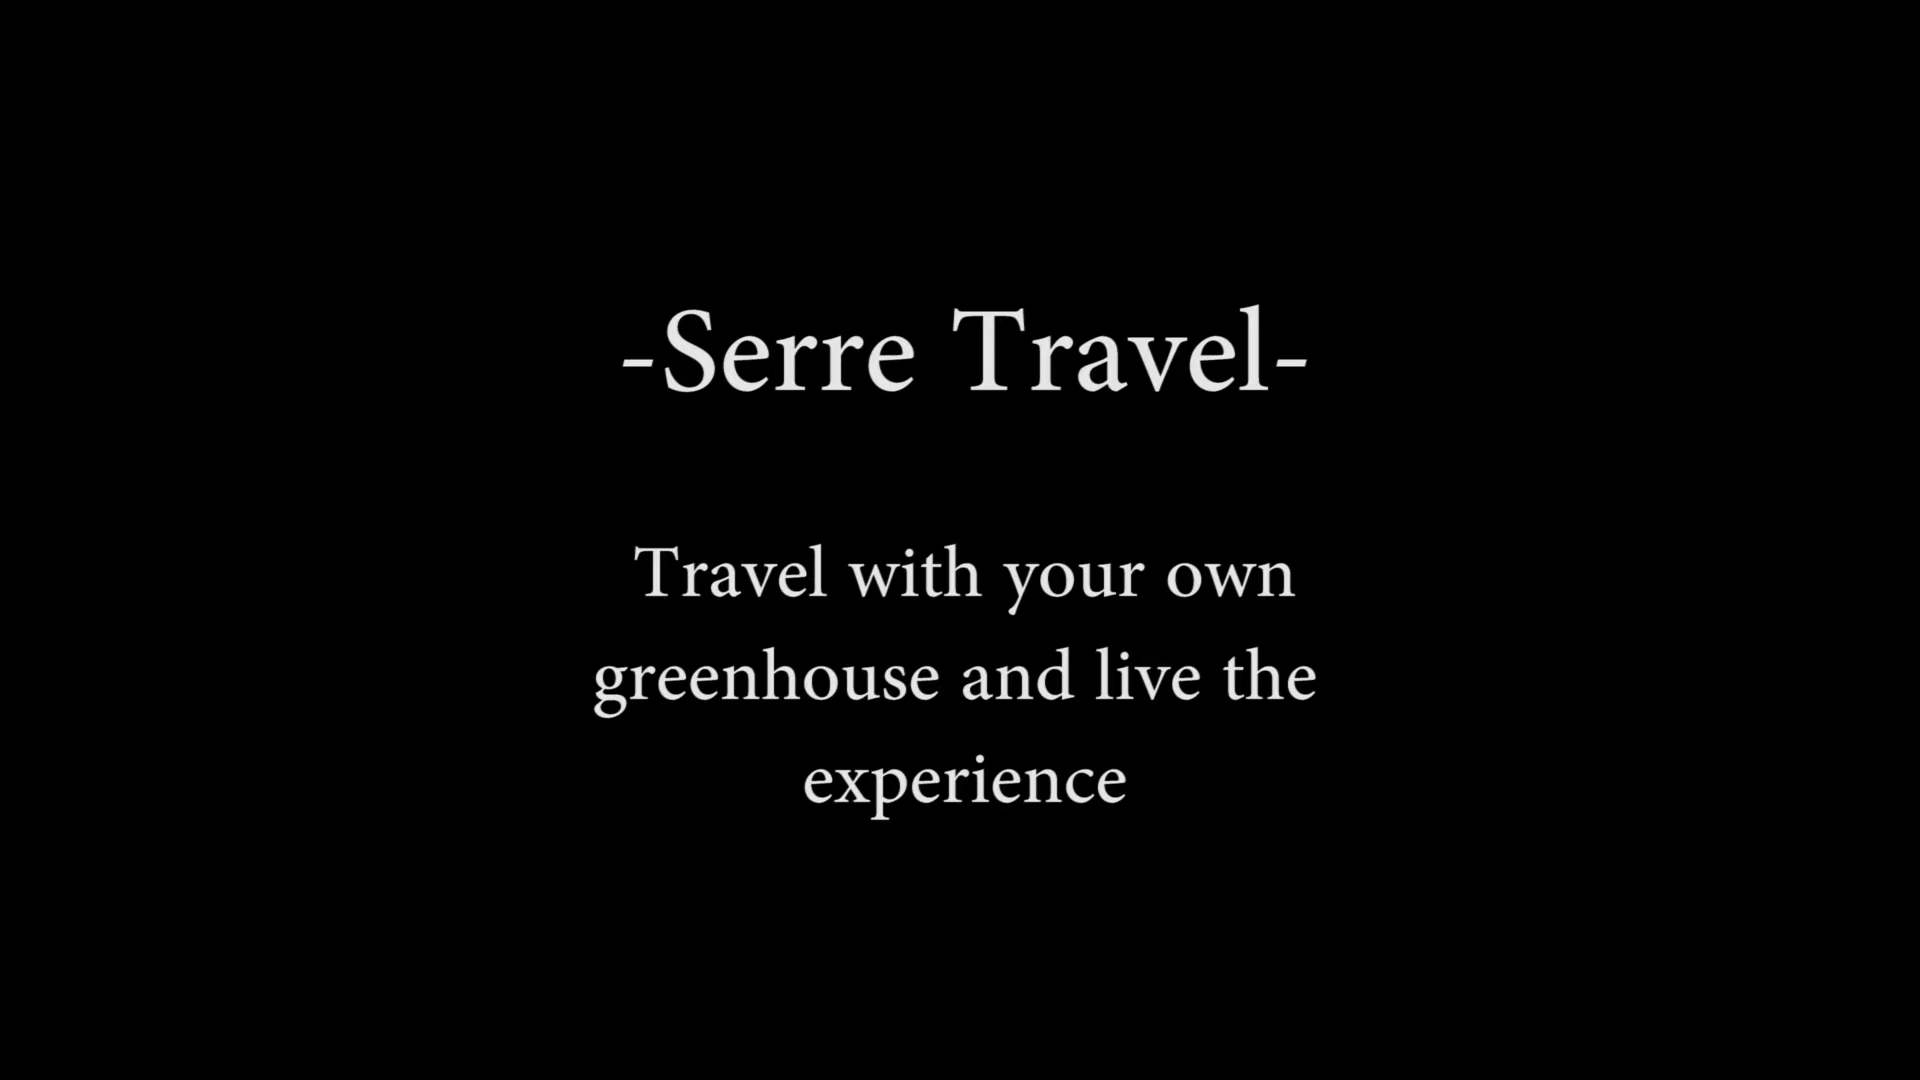 -Serre Travel-
Travel with your own
greenhouse and live the
experience